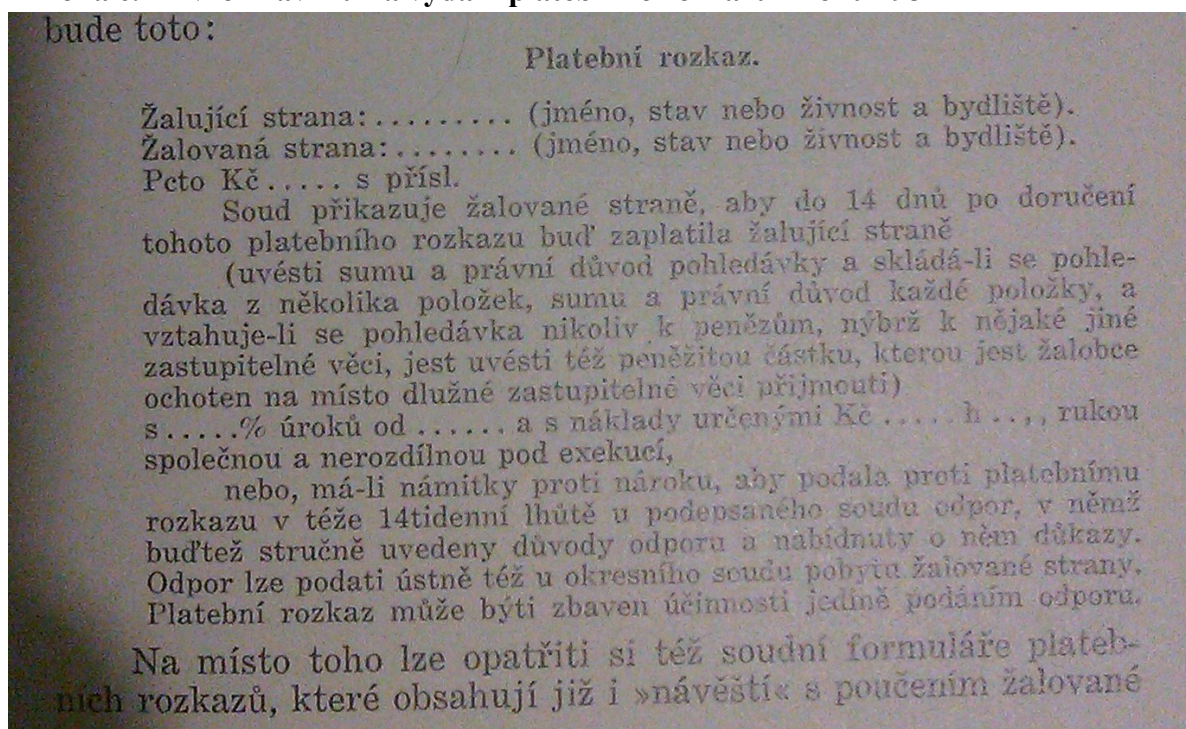 bude toto:
Platební rozkaz.
Žalující strana: ......... (jméno, stav nebo živnost a bydliště).
Žalovaná strana: ........ (jméno, stav nebo živnost a bydliště).
Pcto Kč ..... s přísl.
Soud přikazuje žalované straně, aby do 14 dnů po doručení
tohoto platebního rozkazu buď zaplatila žalující straně
(uvésti sumu a právní důvod pohledávky a skládá-li se pohle-
dávka z několika položek, sumu a právní důvod každé položky, a
vztahuje-li se pohledávka nikoliv k penězům, nýbrž k nějaké jiné
zastupitelné věci, jest uvésti též peněžitou částku, kterou jest žalobce
ochoten na místo dlužné zastupitelné věci přijmouti)
s.....% úroků od ...... a s náklady určenými Kč ..... h ..,, rukou
společnou a nerozdílnou pod exekucí,
nebo, má-li námitky proti nároku, aby podala proti platebnímu
rozkazu v téže 14tidenní lhůtě u podepsaného soudu odpor, v němž
buďtež stručně uvedeny důvody odporu a nabídnuty o něm důkazy.
Odpor lze podati ústně též u okresního soudu pobytu žalované strany.
Platební rozkaz může býti zbaven účinnosti jedině podáním odporu.
Na místo toho lze opatřiti si též soudní formuláře plateb-
ních rozkazů, které obsahují již i »návěští« s poučením žalované